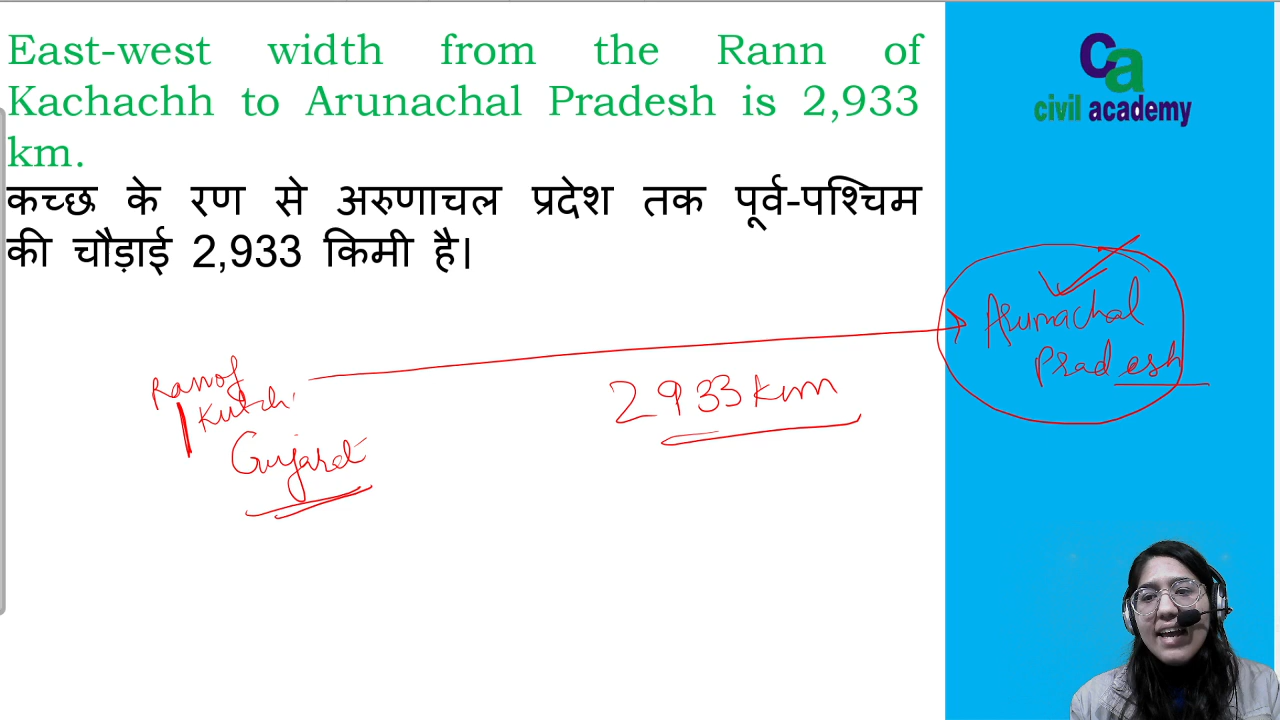 East-west width from the Rann of
Kachachh to Arunachal Pradesh is 2,933
km.
कच्छ के रण से अरुणाचल प्रदेश तक पूर्व-पश्चिम
की चौड़ाई 2,933 किमी है।
ca
civil academy
Arunachal
Pradesh
Rann of
Kutch
Gujarat
2933 km